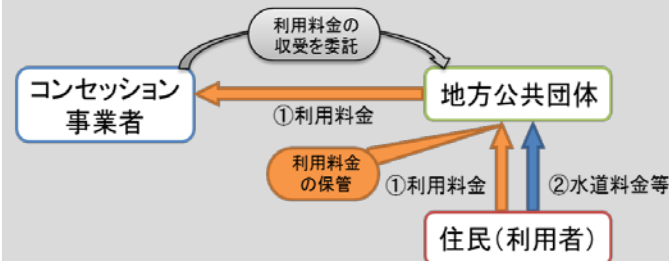 利用料金の
収受を委託
コンセッション
事業者
地方公共団体
①利用料金
利用料金
の保管
①利用料金
②水道料金等
住民(利用者)